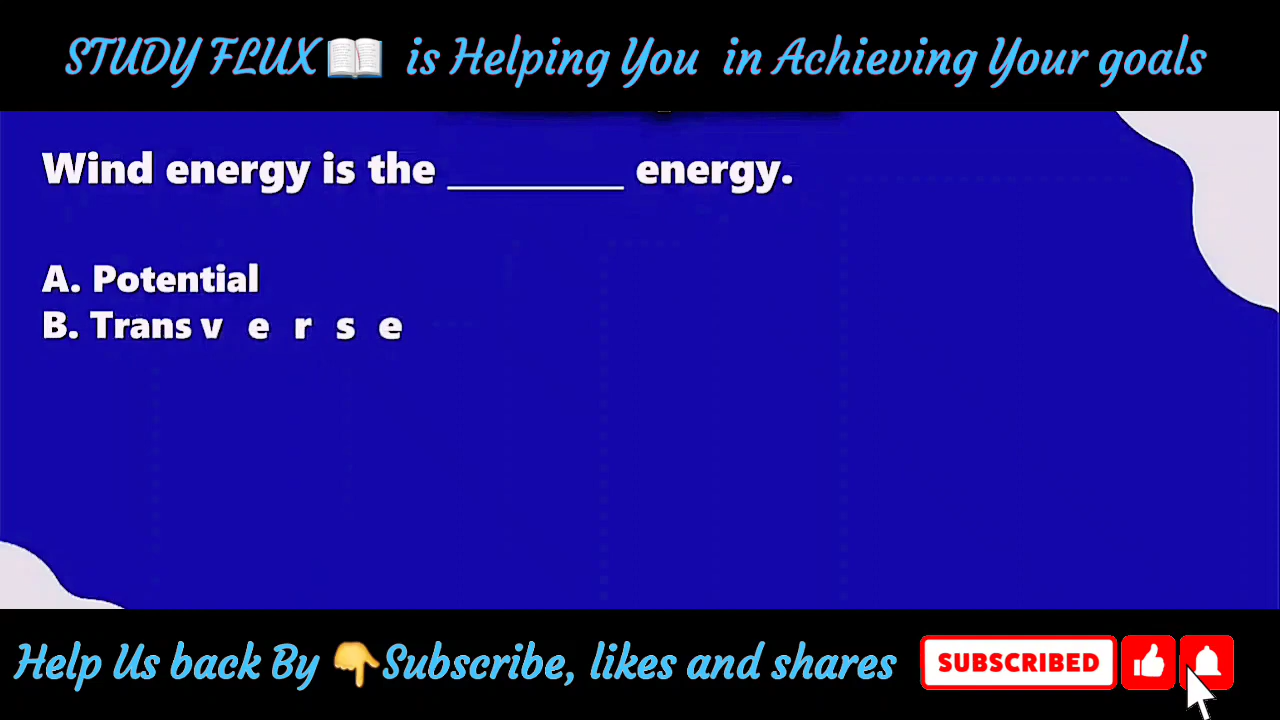 STUDY FLUX📖 is Helping You in Achieving Your goals
Wind energy is the ________ energy.
A. Potential
B. Transverse
Help Us back By 👇Subscribe, likes and shares
SUBSCRIBED